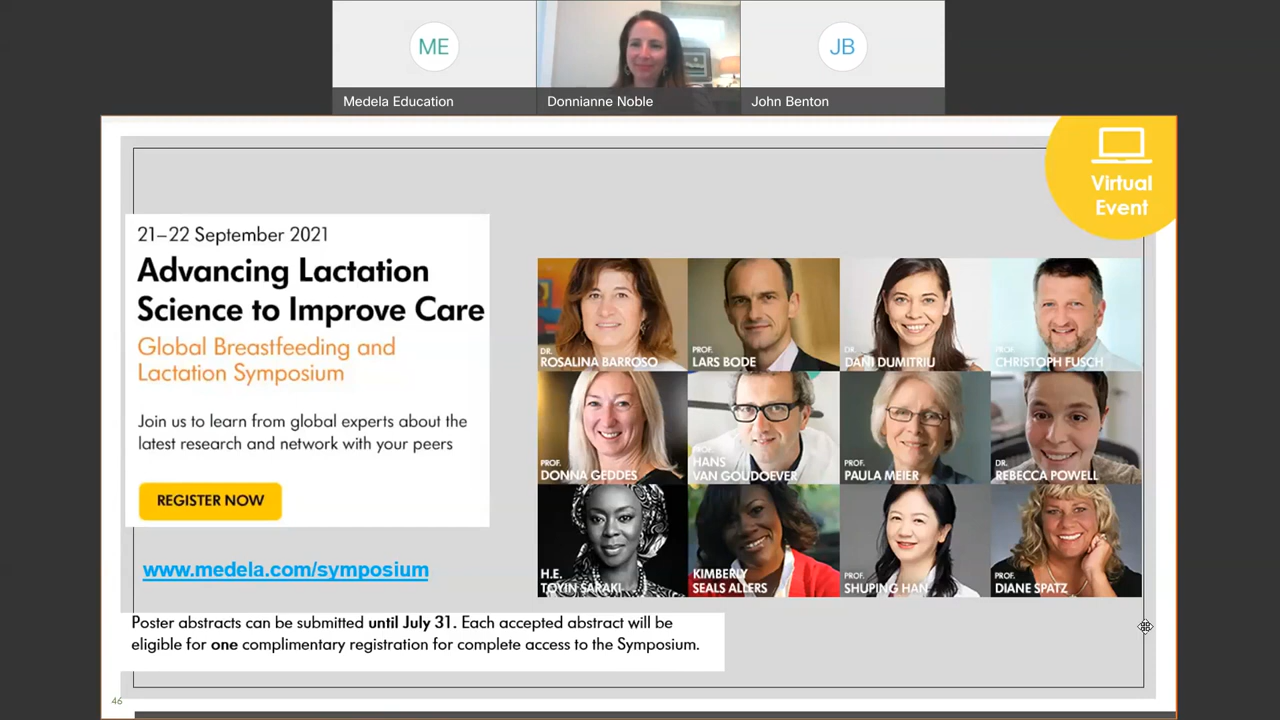 ME
JB
Medela Education
Donnianne Noble
John Benton
Virtual
Event
21–22 September 2021
Advancing Lactation
Science to Improve Care
Global Breastfeeding and
Lactation Symposium
Join us to learn from global experts about the
latest research and network with your peers
REGISTER NOW
www.medela.com/symposium
DR.
ROSALINA BARROSO
PROF.
LARS BODE
DR.
DANI DUMITRIU
PROF.
CHRISTOPH FUSCH
PROF.
DONNA GEDDES
PROF.
HANS
VAN GOUDOEVER
PROF.
PAULA MEIER
DR.
REBECCA POWELL
H.E.
TOYIN SARAKI
KIMBERLY
SEALS ALLERS
PROF.
SHUPING HAN
PROF.
DIANE SPATZ
Poster abstracts can be submitted until July 31. Each accepted abstract will be
eligible for one complimentary registration for complete access to the Symposium.
46